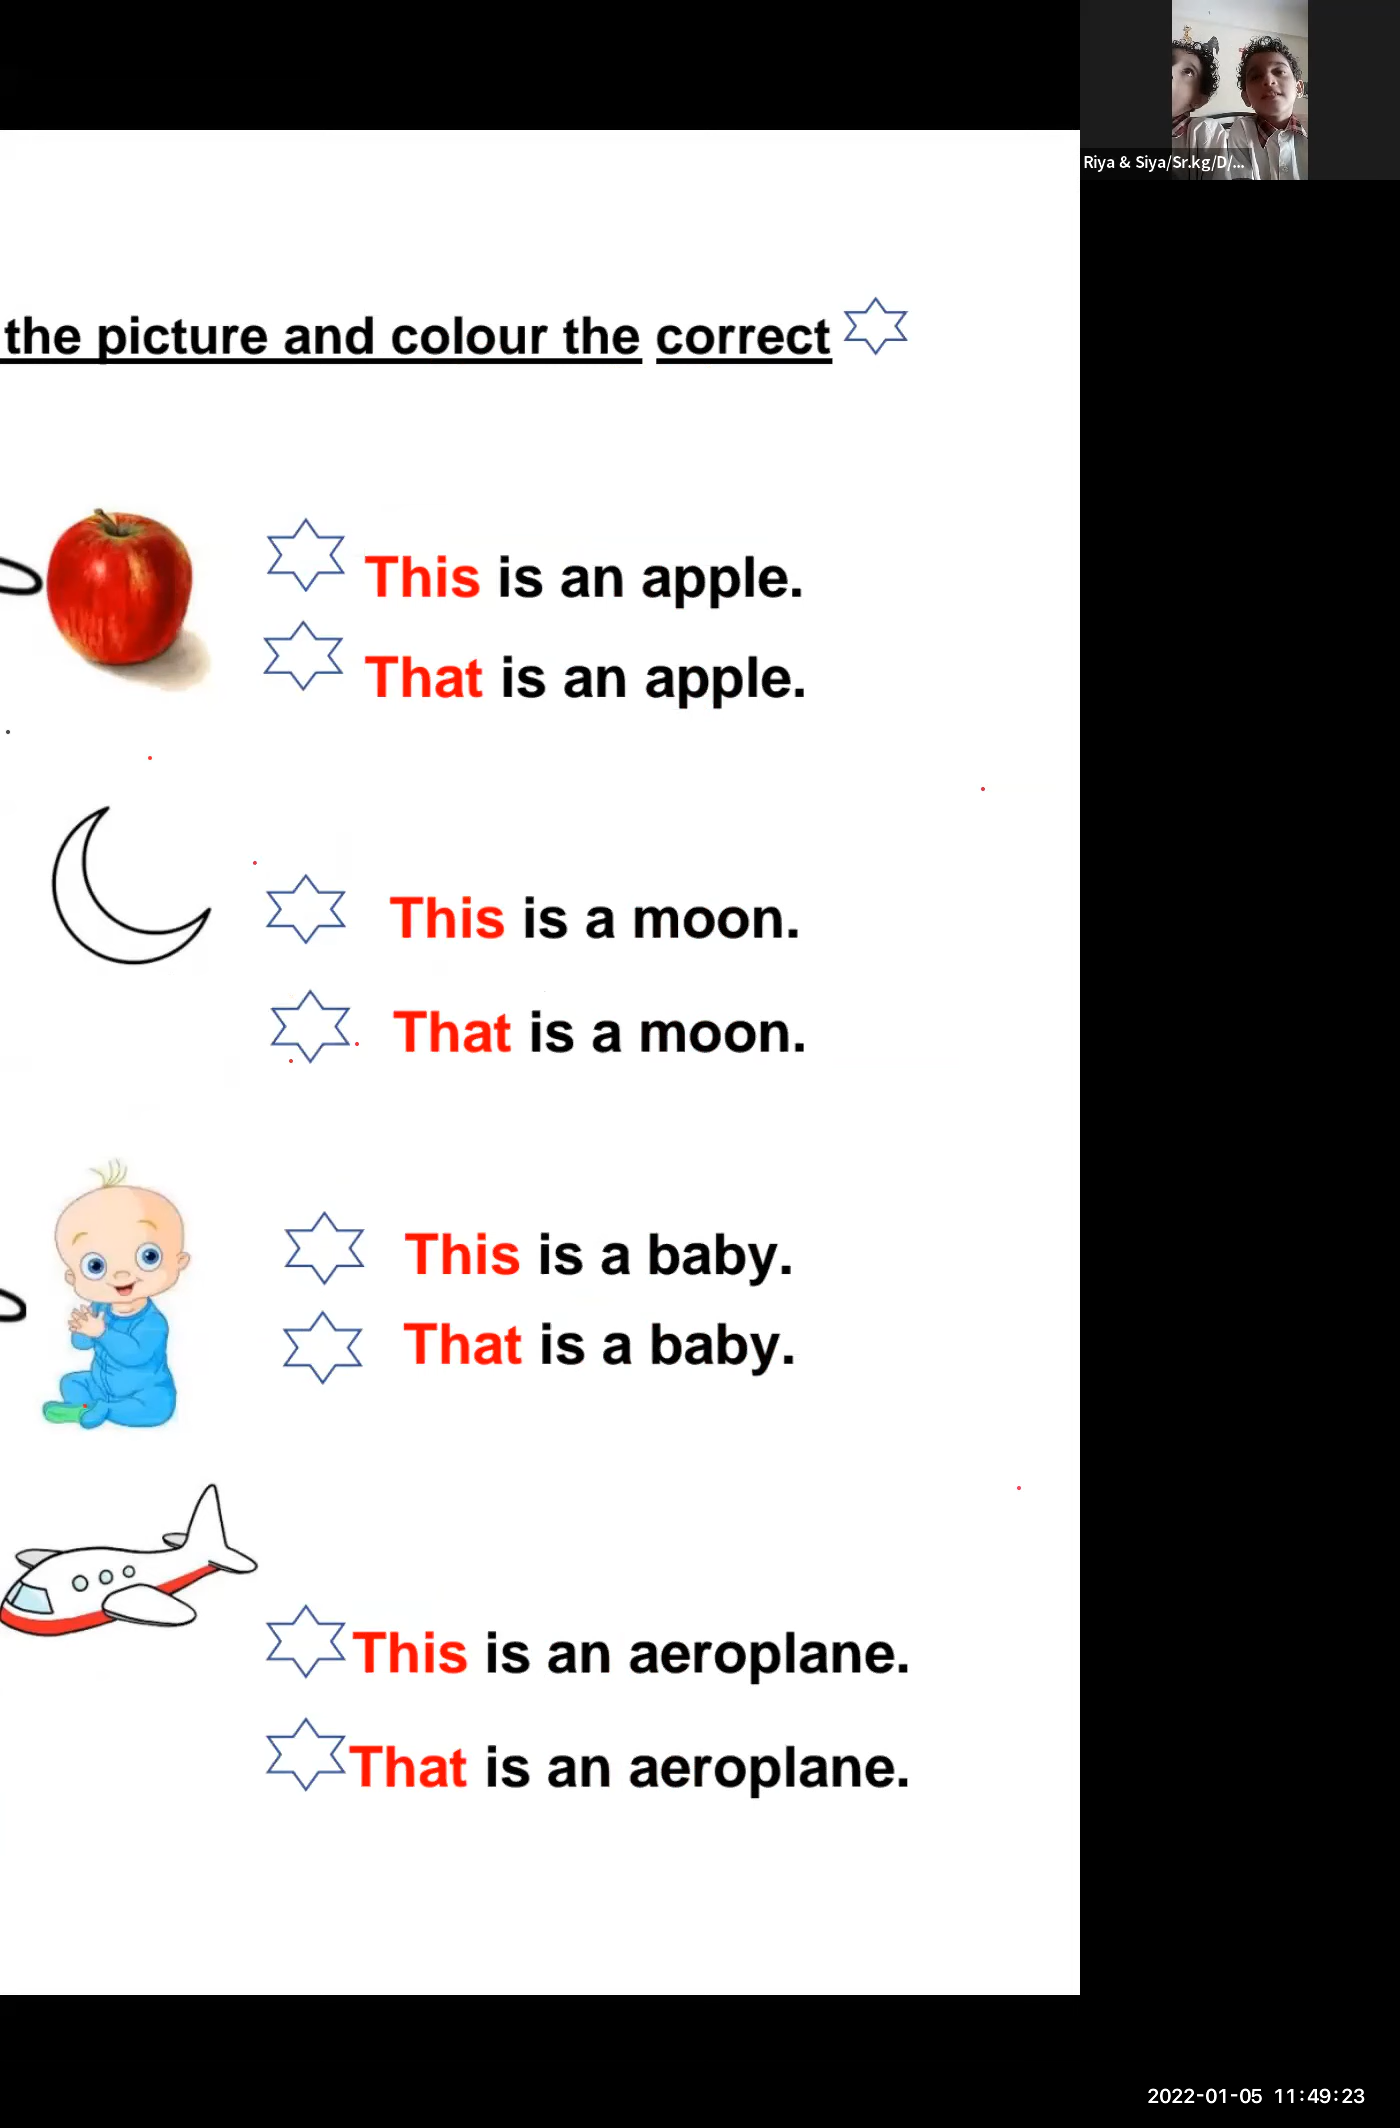 Riya & Siya/Sr.kg/D/...
the picture and colour the correct
This is an apple.
That is an apple.
This is a moon.
That is a moon.
This is a baby.
That is a baby.
This is an aeroplane.
That is an aeroplane.
2022-01-05 11:49:23